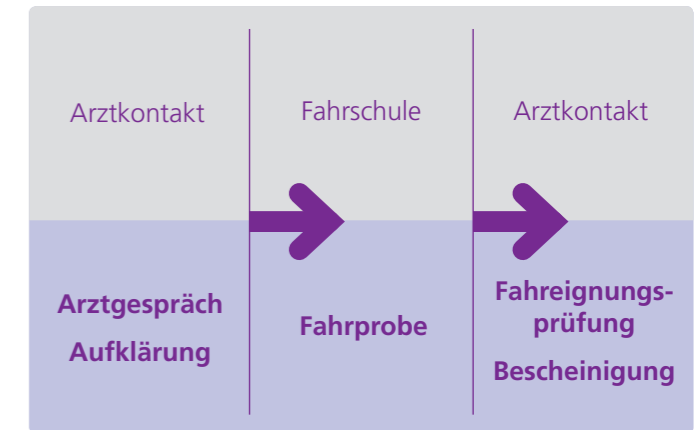 Arztkontakt
Fahrschule
Arztkontakt
Arztgespräch
Aufklärung
Fahrprobe
Fahreignungs-
prüfung
Bescheinigung